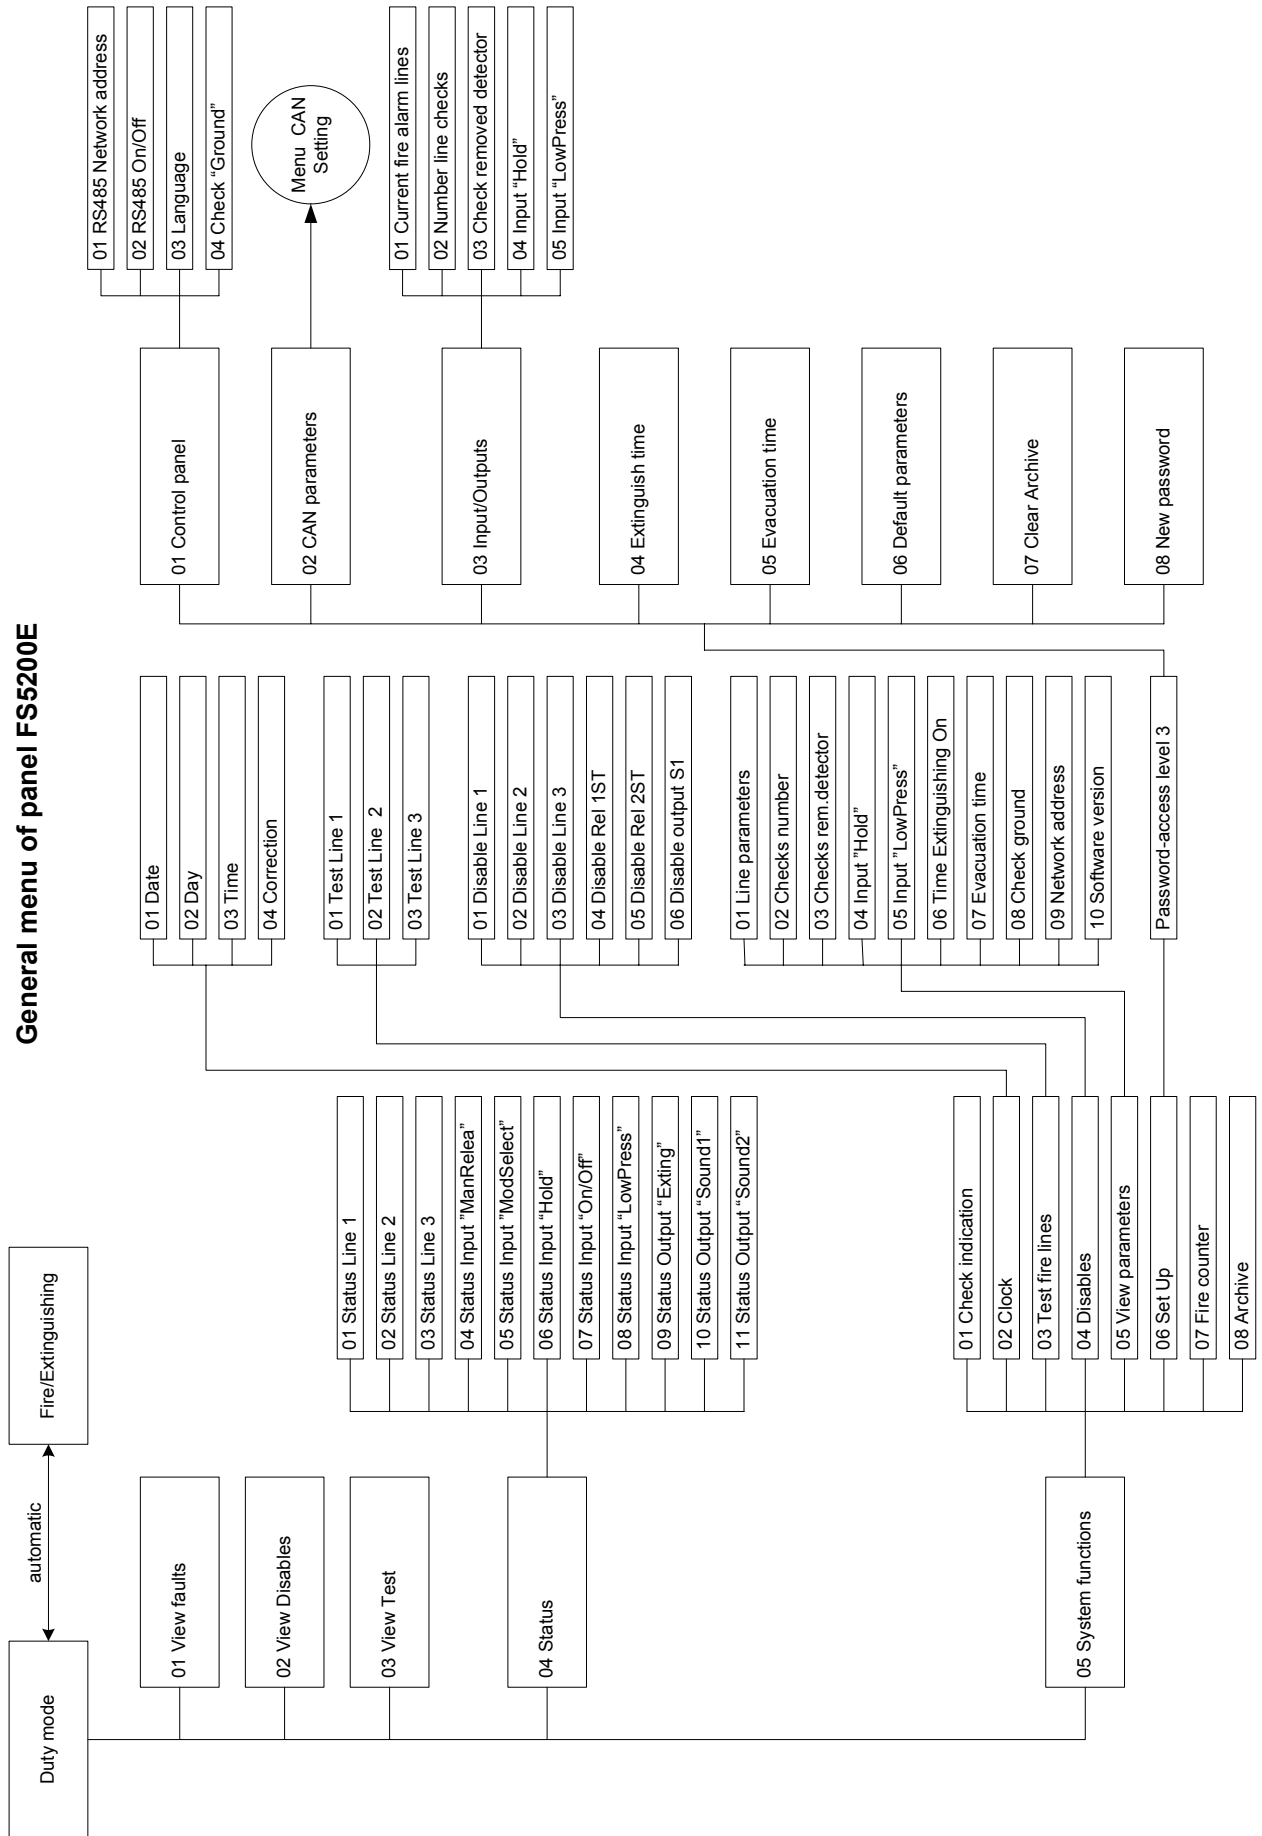 General menu of panel FS5200E
Duty mode
automatic
Fire/Extinguishing
01 View faults
02 View Disables
03 View Test
04 Status
05 System functions
01 Status Line 1
02 Status Line 2
03 Status Line 3
04 Status Input ”ManRelea”
05 Status Input ”ModSelect”
06 Status Input “Hold”
07 Status Input “On/Off”
08 Status Input “LowPress”
09 Status Output “Exting”
10 Status Output “Sound1”
11 Status Output “Sound2”
01 Check indication
02 Clock
03 Test fire lines
04 Disables
05 View parameters
06 Set Up
07 Fire counter
08 Archive
01 Date
02 Day
03 Time
04 Correction
01 Test Line 1
02 Test Line 2
03 Test Line 3
01 Disable Line 1
02 Disable Line 2
03 Disable Line 3
04 Disable Rel 1ST
05 Disable Rel 2ST
06 Disable output S1
01 Line parameters
02 Checks number
03 Checks rem.detector
04 Input ”Hold”
05 Input “LowPress”
06 Time Extinguishing On
07 Evacuation time
08 Check ground
09 Network address
10 Software version
Password-access level 3
01 Control panel
02 CAN parameters
03 Input/Outputs
04 Extinguish time
05 Evacuation time
06 Default parameters
07 Clear Archive
08 New password
01 RS485 Network address
02 RS485 On/Off
03 Language
04 Check “Ground”
Menu CAN
Setting
01 Current fire alarm lines
02 Number line checks
03 Check removed detector
04 Input “Hold”
05 Input “LowPress”